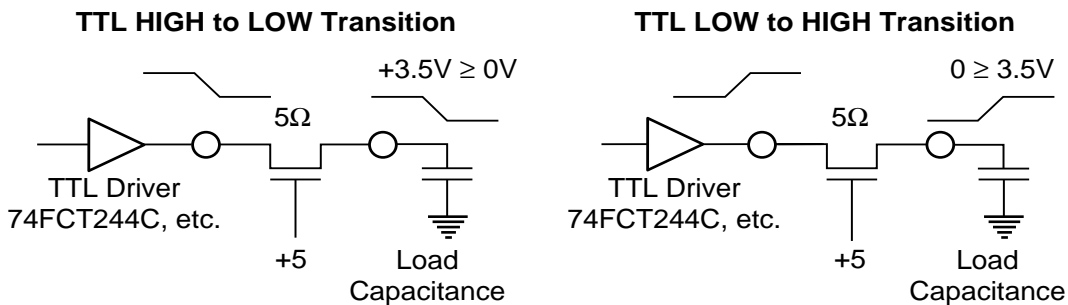 TTL HIGH to LOW Transition
+3.5V ≥ 0V
5Ω
TTL Driver
74FCT244C, etc.
+5
Load
Capacitance
TTL LOW to HIGH Transition
0 ≥ 3.5V
5Ω
TTL Driver
74FCT244C, etc.
+5
Load
Capacitance